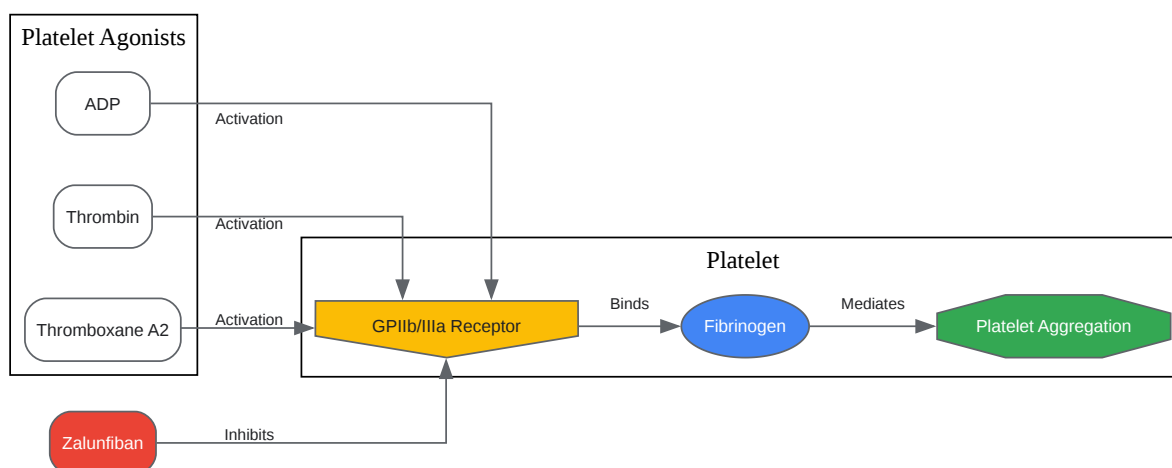 Platelet Agonists
ADP
Activation
Thrombin
Activation
Platelet
Thromboxane A2
Activation
GPIIb/IIIa Receptor
Binds
Fibrinogen
Mediates
Platelet Aggregation
Zalunfiban
Inhibits